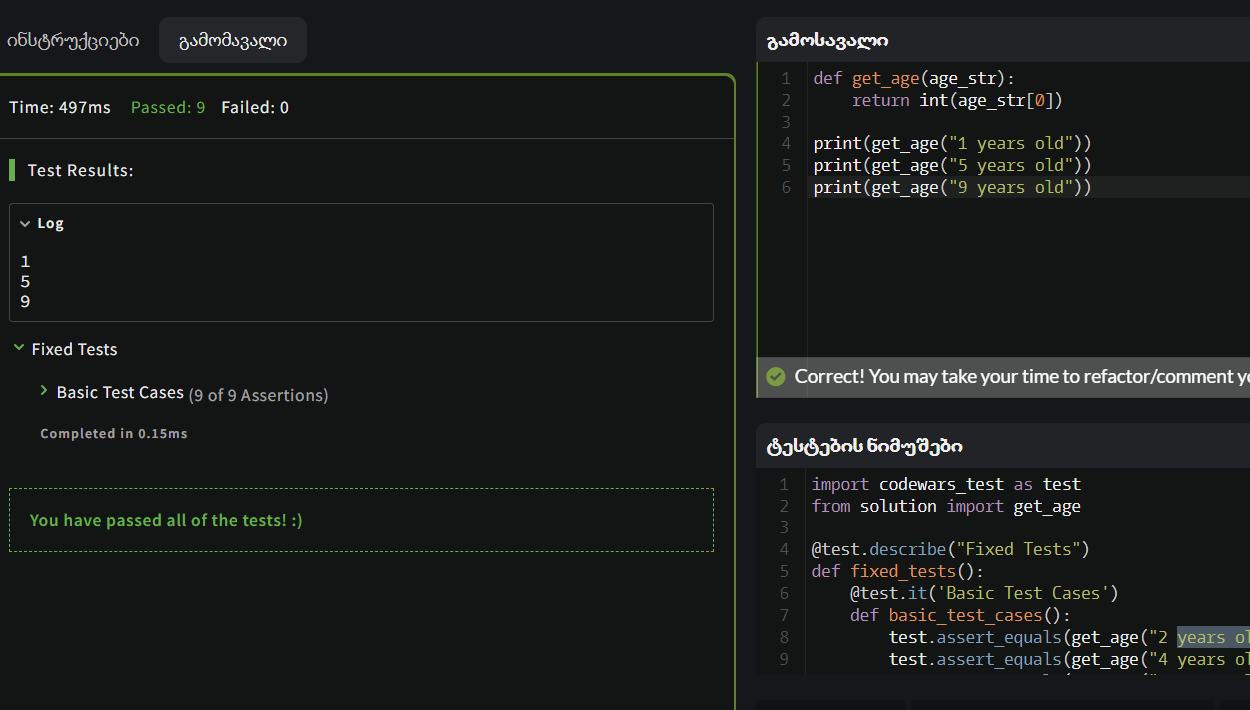 ინსტრუქციები
გამომავალი
Time: 497ms Passed: 9 Failed: 0
Test Results:
Log
1
5
9
Fixed Tests
Basic Test Cases (9 of 9 Assertions)
Completed in 0.15ms
You have passed all of the tests! :)
გამოსავალი
1 def get_age(age_str):
2     return int(age_str[0])
3
4 print(get_age("1 years old"))
5 print(get_age("5 years old"))
6 print(get_age("9 years old"))
Correct! You may take your time to refactor/comment
ტესტების ნიმუშები
1 import codewars_test as test
2 from solution import get_age
3
4 @test.describe("Fixed Tests")
5 def fixed_tests():
6     @test.it('Basic Test Cases')
7     def basic_test_cases():
8         test.assert_equals(get_age("2 years
9         test.assert_equals(get_age("4 years